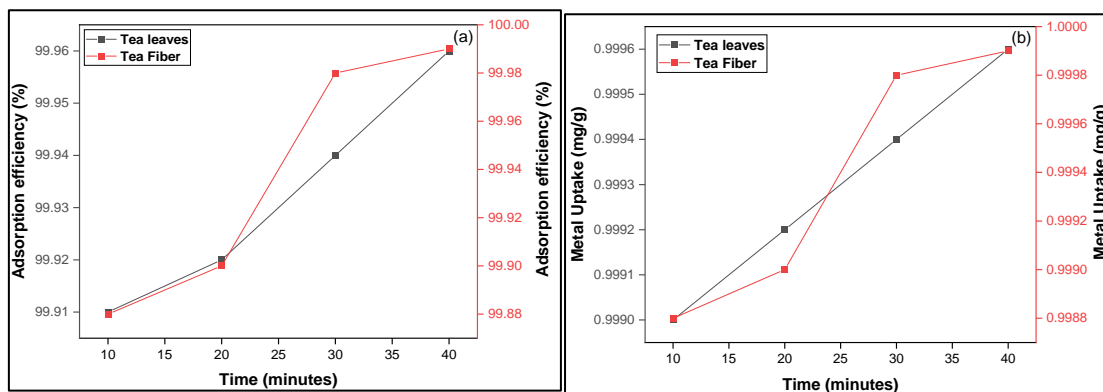 (a)
Tea leaves
Tea Fiber
Adsorption efficiency (%)
99.96
99.95
99.94
99.93
99.92
99.91
100.00
99.98
99.96
99.94
99.92
99.90
99.88
Adsorption efficiency (%)
10 15 20 25 30 35 40
Time (minutes)
(b)
Tea leaves
Tea Fiber
Metal Uptake (mg/g)
0.9996
0.9995
0.9994
0.9993
0.9992
0.9991
0.9990
1.0000
0.9998
0.9996
0.9994
0.9992
0.9990
0.9988
Metal Uptake (mg/g)
10 15 20 25 30 35 40
Time (minutes)